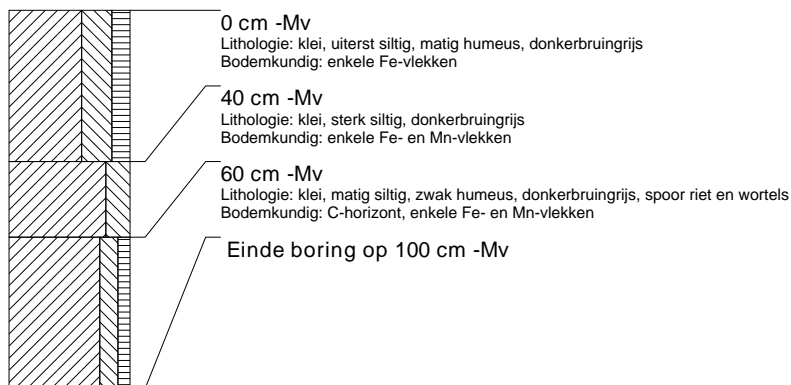 0 cm -Mv
Lithologie: klei, uiterst siltig, matig humeus, donkerbruingrijs
Bodemkundig: enkele Fe-vlekken
40 cm -Mv
Lithologie: klei, sterk siltig, donkerbruingrijs
Bodemkundig: enkele Fe- en Mn-vlekken
60 cm -Mv
Lithologie: klei, matig siltig, zwak humeus, donkerbruingrijs, spoor riet en wortels
Bodemkundig: C-horizont, enkele Fe- en Mn-vlekken
Einde boring op 100 cm -Mv